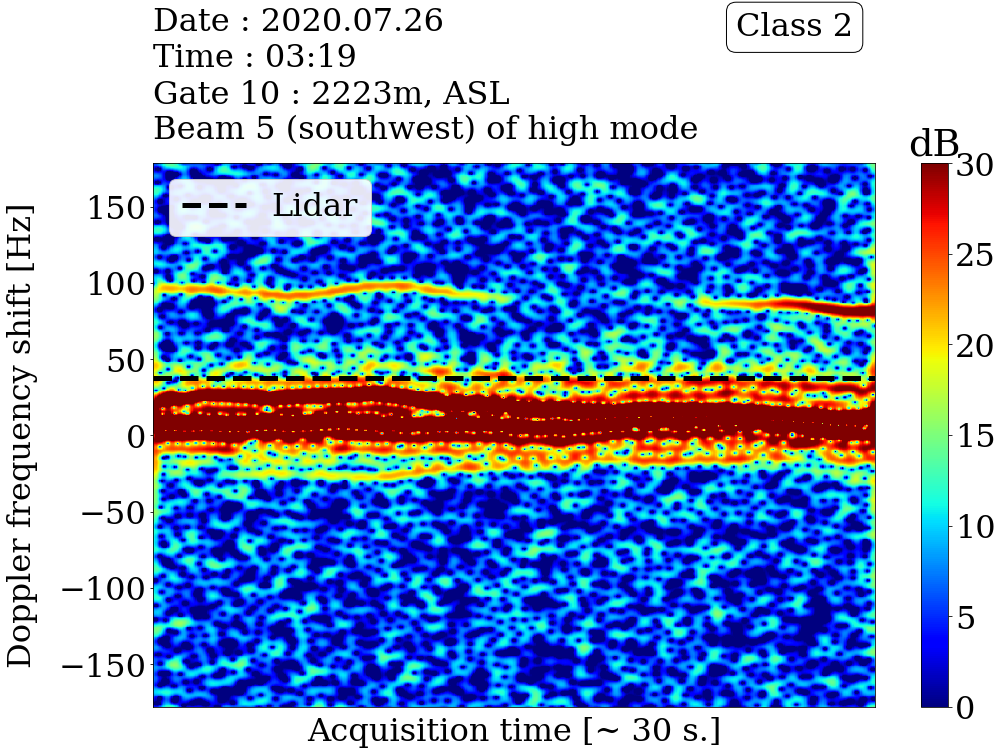 Date : 2020.07.26
Time : 03:19
Gate 10 : 2223m, ASL
Beam 5 (southwest) of high mode
Class 2
dB
Lidar
Doppler frequency shift [Hz]
150
100
50
0
−50
−100
−150
Acquisition time [~ 30 s.]
30
25
20
15
10
5
0